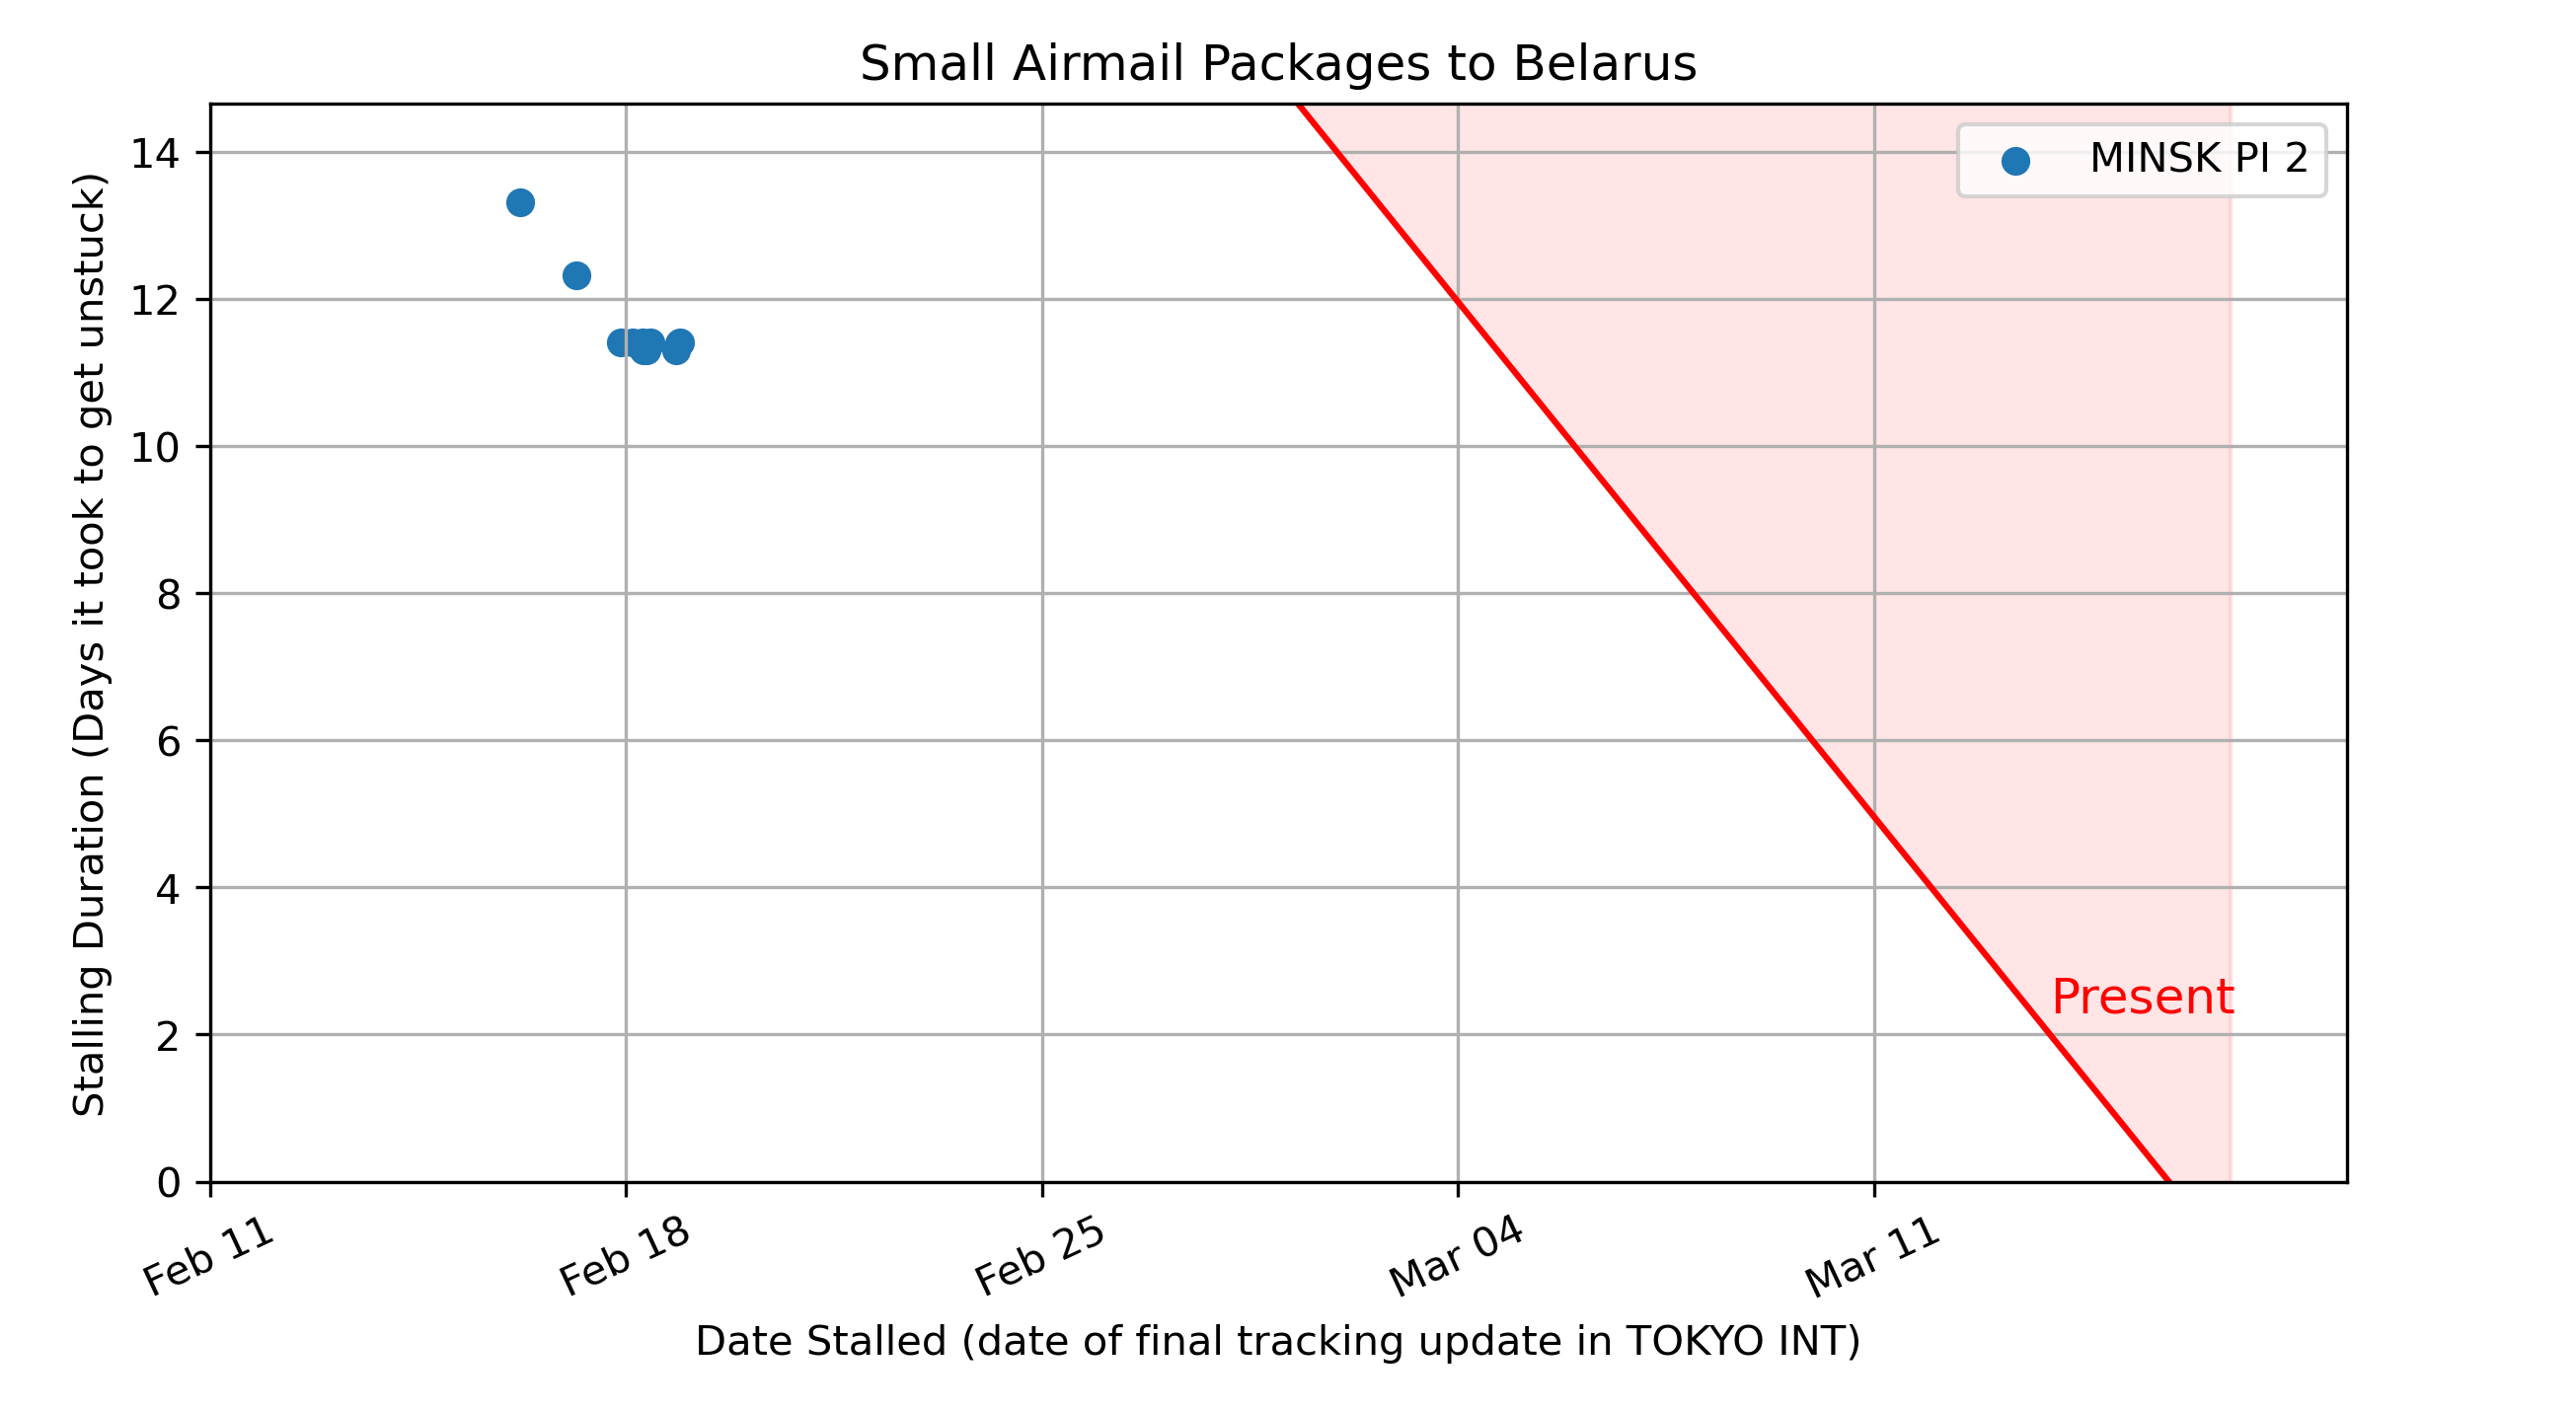 Small Airmail Packages to Belarus
Stalling Duration (Days it took to get unstuck)
14
12
10
8
6
4
2
0
MINSK PI 2
Present
Feb 11
Feb 18
Feb 25
Mar 04
Mar 11
Date Stalled (date of final tracking update in TOKYO INT)